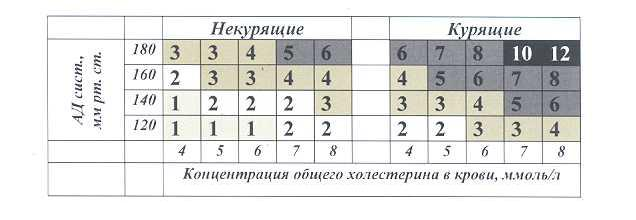 Некурящие Курящие
АД сист., мм рт. ст.
180 3 3 4 5 6 6 7 8 10 12
160 2 3 3 4 4 4 5 6 7 8
140 1 2 2 2 3 3 3 4 5 6
120 1 1 1 2 2 2 2 3 3 4
4 5 6 7 8 4 5 6 7 8
Концентрация общего холестерина в крови, ммоль/л